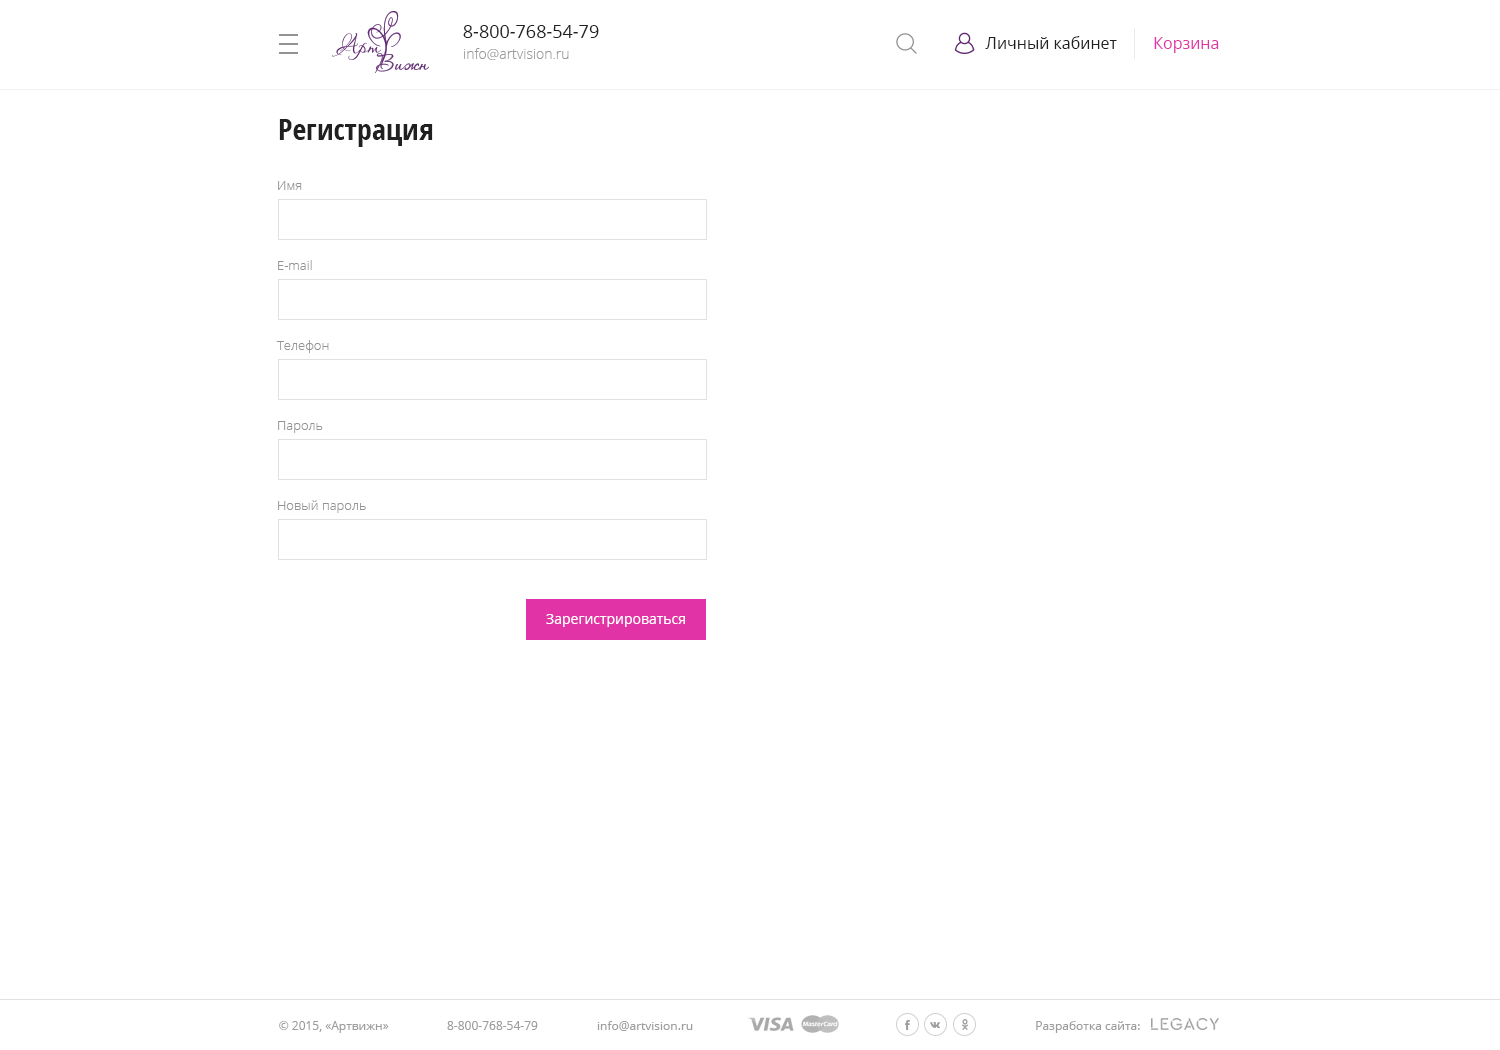 Арт
Вижн
8-800-768-54-79
info@artvision.ru
Личный кабинет
Корзина
Регистрация
Имя
E-mail
Телефон
Пароль
Новый пароль
Зарегистрироваться
© 2015, «Артвижн»
8-800-768-54-79
info@artvision.ru
VISA
MasterCard
Разработка сайта:
LEGACY